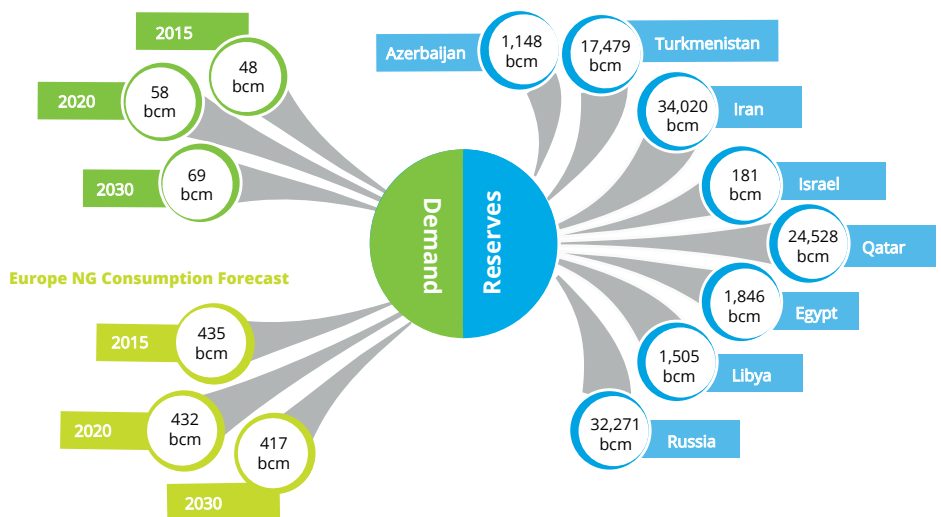 2015
48
bcm
2020
58
bcm
2030
69
bcm
Europe NG Consumption Forecast
2015
435
bcm
2020
432
bcm
2030
417
bcm
Demand
Reserves
Azerbaijan
1,148
bcm
17,479
bcm
Turkmenistan
34,020
bcm
Iran
181
bcm
Israel
24,528
bcm
Qatar
1,846
bcm
Egypt
1,505
bcm
Libya
32,271
bcm
Russia